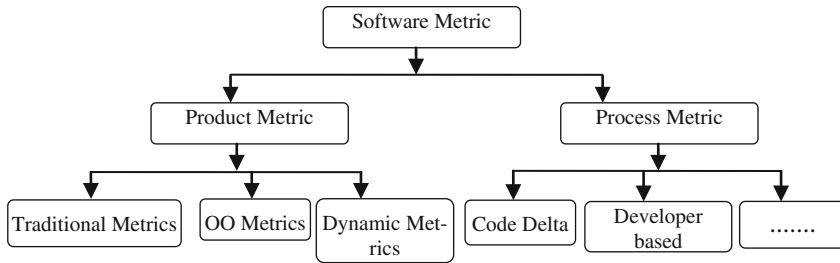 Software Metric
Product Metric
Process Metric
Traditional Metrics
OO Metrics
Dynamic Met-
rics
Code Delta
Developer
based
.......